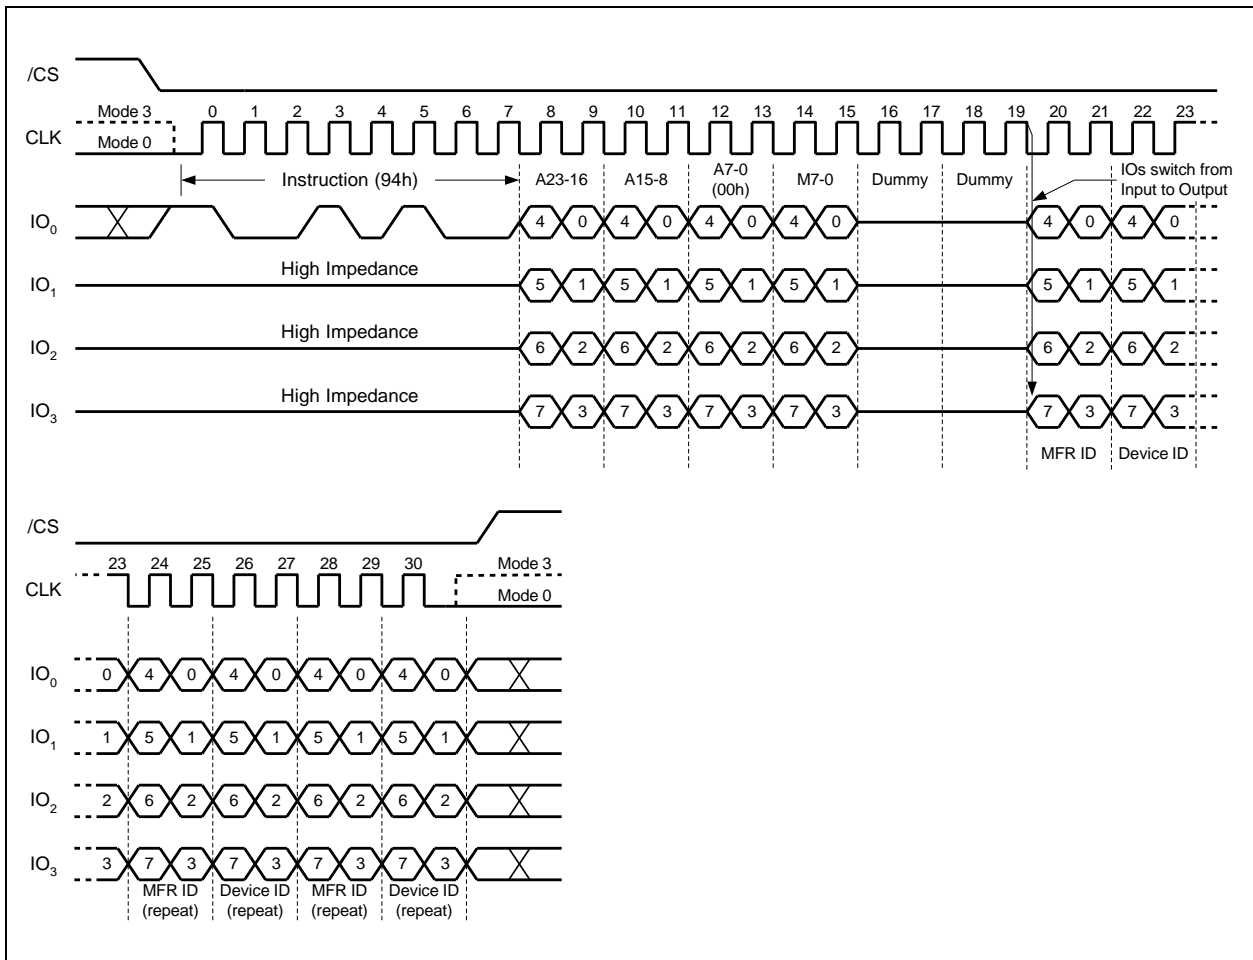 /CS
Mode 3 0 1 2 3 4 5 6 7 8 9 10 11 12 13 14 15 16 17 18 19 20 21 22 23
CLK
Mode 0
Instruction (94h) A23-16 A15-8 A7-0 (00h) M7-0 Dummy Dummy IOs switch from Input to Output
IO0 4 0 4 0 4 0 4 0 4 0 4 0
High Impedance
IO1 5 1 5 1 5 1 5 1 5 1 5 1
High Impedance
IO2 6 2 6 2 6 2 6 2 6 2 6 2
High Impedance
IO3 7 3 7 3 7 3 7 3 7 3 7 3
MFR ID Device ID
/CS
23 24 25 26 27 28 29 30 Mode 3
CLK
Mode 0
IO0 0 4 0 4 0 4 0 4 0
IO1 1 5 1 5 1 5 1 5 1
IO2 2 6 2 6 2 6 2 6 2
IO3 3 7 3 7 3 7 3 7 3
MFR ID Device ID MFR ID Device ID
(repeat) (repeat) (repeat) (repeat)